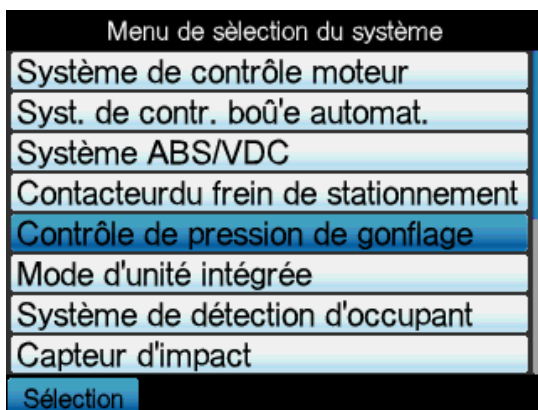 Menu de sèlection du système
Système de contrôle moteur
Syst. de contr. boû'e automat.
Système ABS/VDC
Contacteurdu frein de stationnement
Contrôle de pression de gonflage
Mode d'unité intégrée
Système de détection d'occupant
Capteur d'impact
Sélection